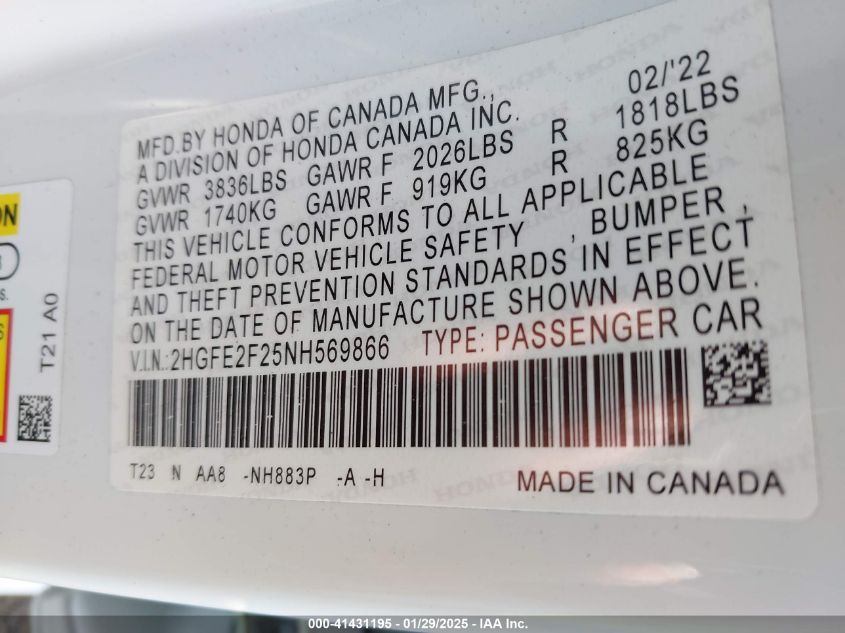 MFD.BY HONDA OF CANADA MFG., 02/'22
A DIVISION OF HONDA CANADA INC.
GVWR 3836LBS GAWR F 2026LBS R 1818LBS
GVWR 1740KG GAWR F 919KG R 825KG
THIS VEHICLE CONFORMS TO ALL APPLICABLE
FEDERAL MOTOR VEHICLE SAFETY , BUMPER ,
AND THEFT PREVENTION STANDARDS IN EFFECT
ON THE DATE OF MANUFACTURE SHOWN ABOVE.
V.I.N.:2HGFE2F25NH569866 TYPE: PASSENGER CAR
T23 N AA8 -NH883P -A -H MADE IN CANADA
T21 A0
000-41431195 - 01/29/2025 - IAA Inc.